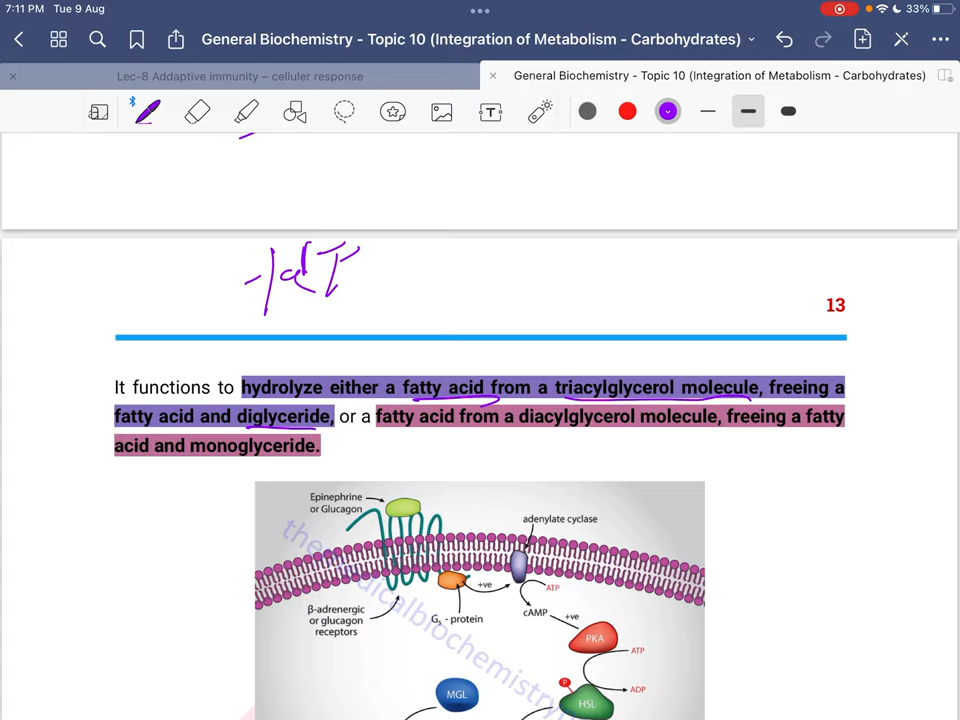 7:11 PM Tue 9 Aug
33%
General Biochemistry - Topic 10 (Integration of Metabolism - Carbohydrates)
Lec-8 Addaptive immunity – celluler response
General Biochemistry - Topic 10 (Integration of Metabolism - Carbohydrates)
13
It functions to hydrolyze either a fatty acid from a triacylglycerol molecule, freeing a
fatty acid and diglyceride, or a fatty acid from a diacylglycerol molecule, freeing a fatty
acid and monoglyceride.
Epinephrine
or Glucagon
adenylate cyclase
+ve
ATP
β-adrenergic
or glucagon
receptors
Gs - protein
cAMP
+ve
PKA
ATP
P
ADP
MGL
HSL
themedicalbiochemistry